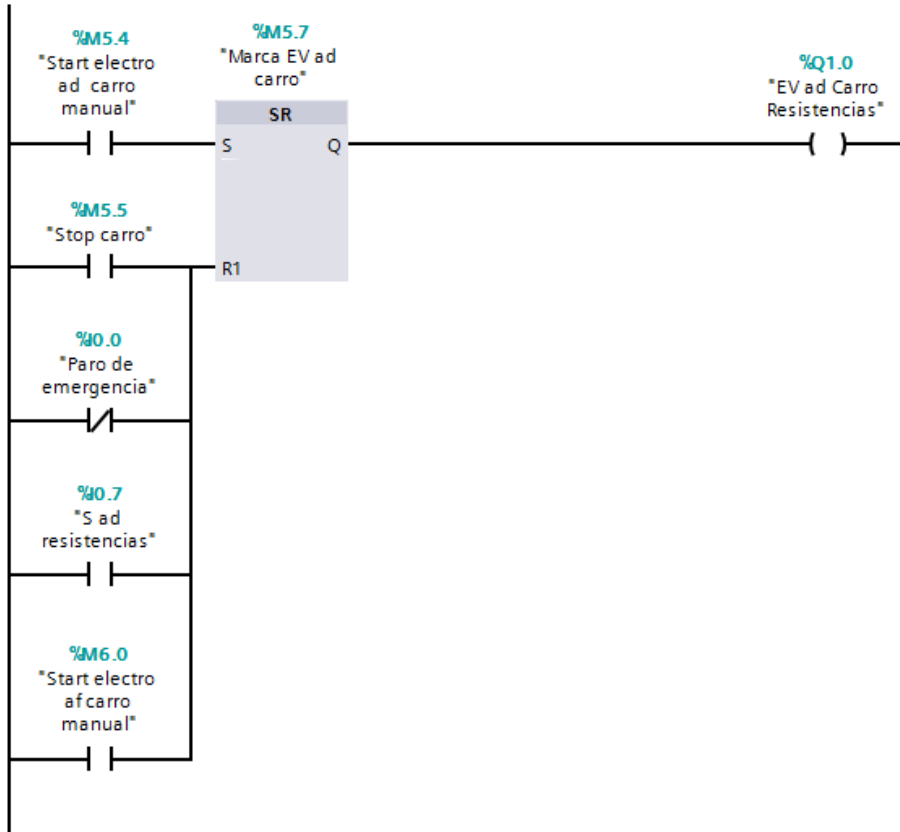 %M5.4
"Start electro
ad carro
manual"
%M5.7
"Marca EV ad
carro"
SR
S
Q
R1
%Q1.0
"EV ad Carro
Resistencias"
%M5.5
"Stop carro"
%I0.0
"Paro de
emergencia"
%I0.7
"S ad
resistencias"
%M6.0
"Start electro
af carro
manual"